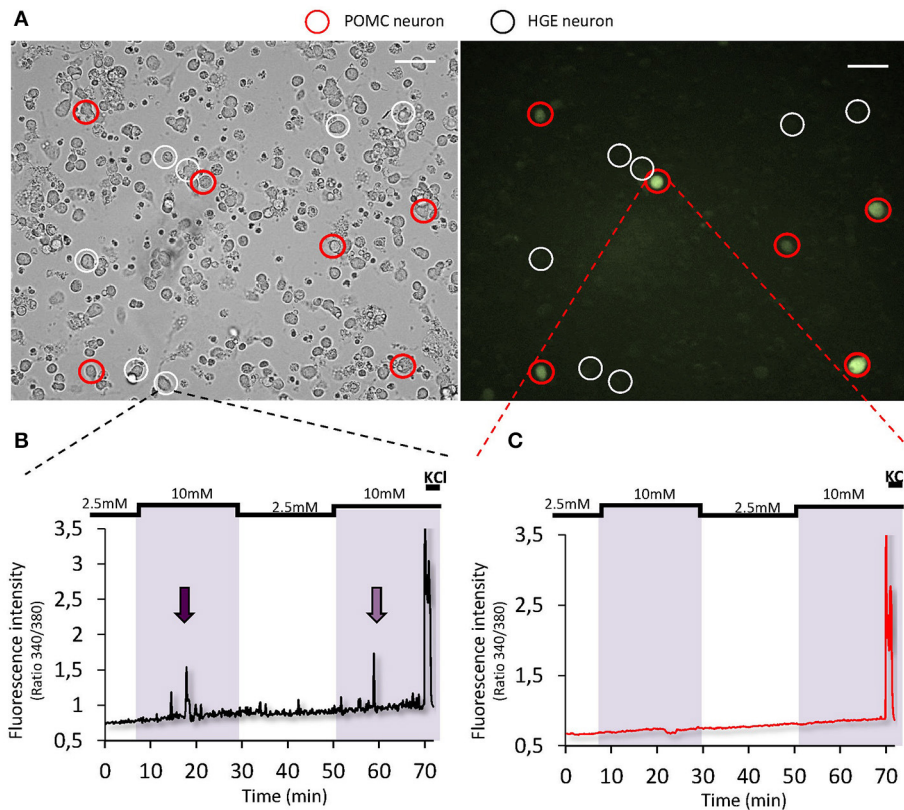 A
POMC neuron
HGE neuron
B
KCl
2.5mM
10mM
2.5mM
10mM
Fluorescence intensity
(Ratio 340/380)
3,5
3
2,5
2
1,5
1
0,5
0 10 20 30 40 50 60 70
Time (min)
C
KC
2.5mM
10mM
2.5mM
10mM
Fluorescence intensity
(Ratio 340/380)
3,5
2,5
1,5
0,5
0 10 20 30 40 50 60 70
Time (min)